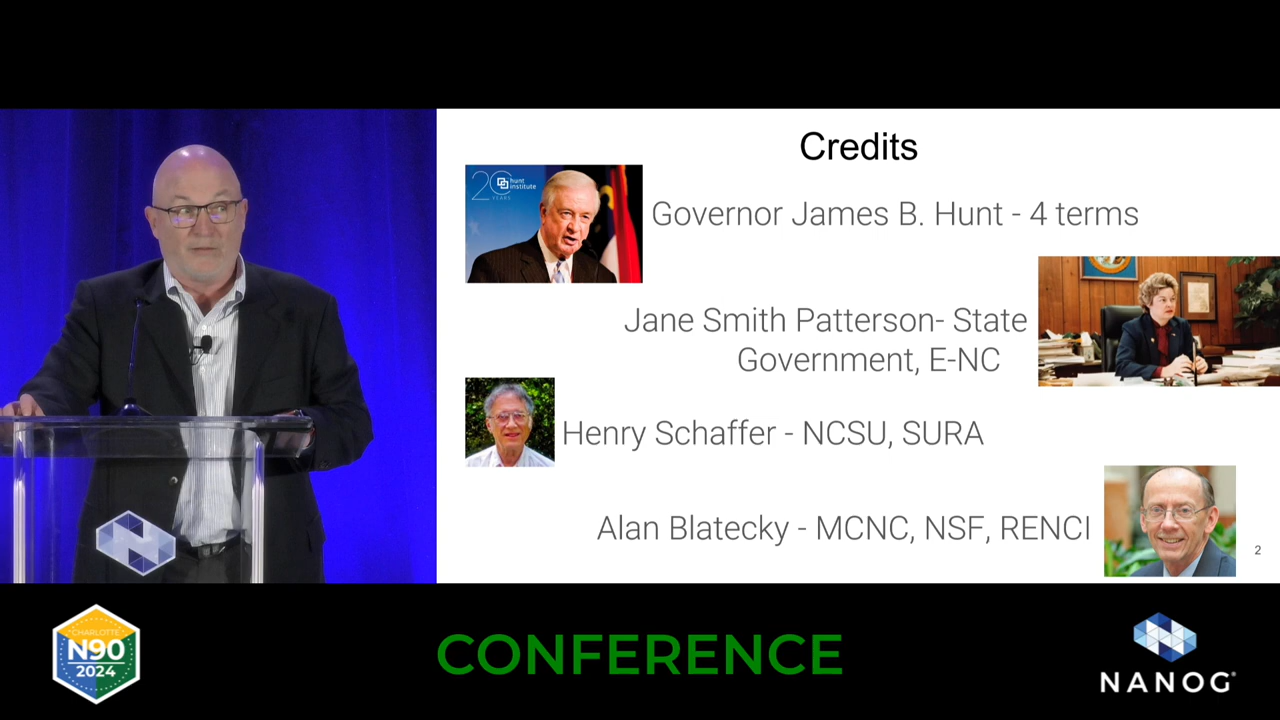 Credits
20 hunt institute
YEARS
Governor James B. Hunt - 4 terms
Jane Smith Patterson- State
Government, E-NC
Henry Schaffer - NCSU, SURA
Alan Blatecky - MCNC, NSF, RENCI
2
CHARLOTTE
N90
2024
CONFERENCE
NANOG®